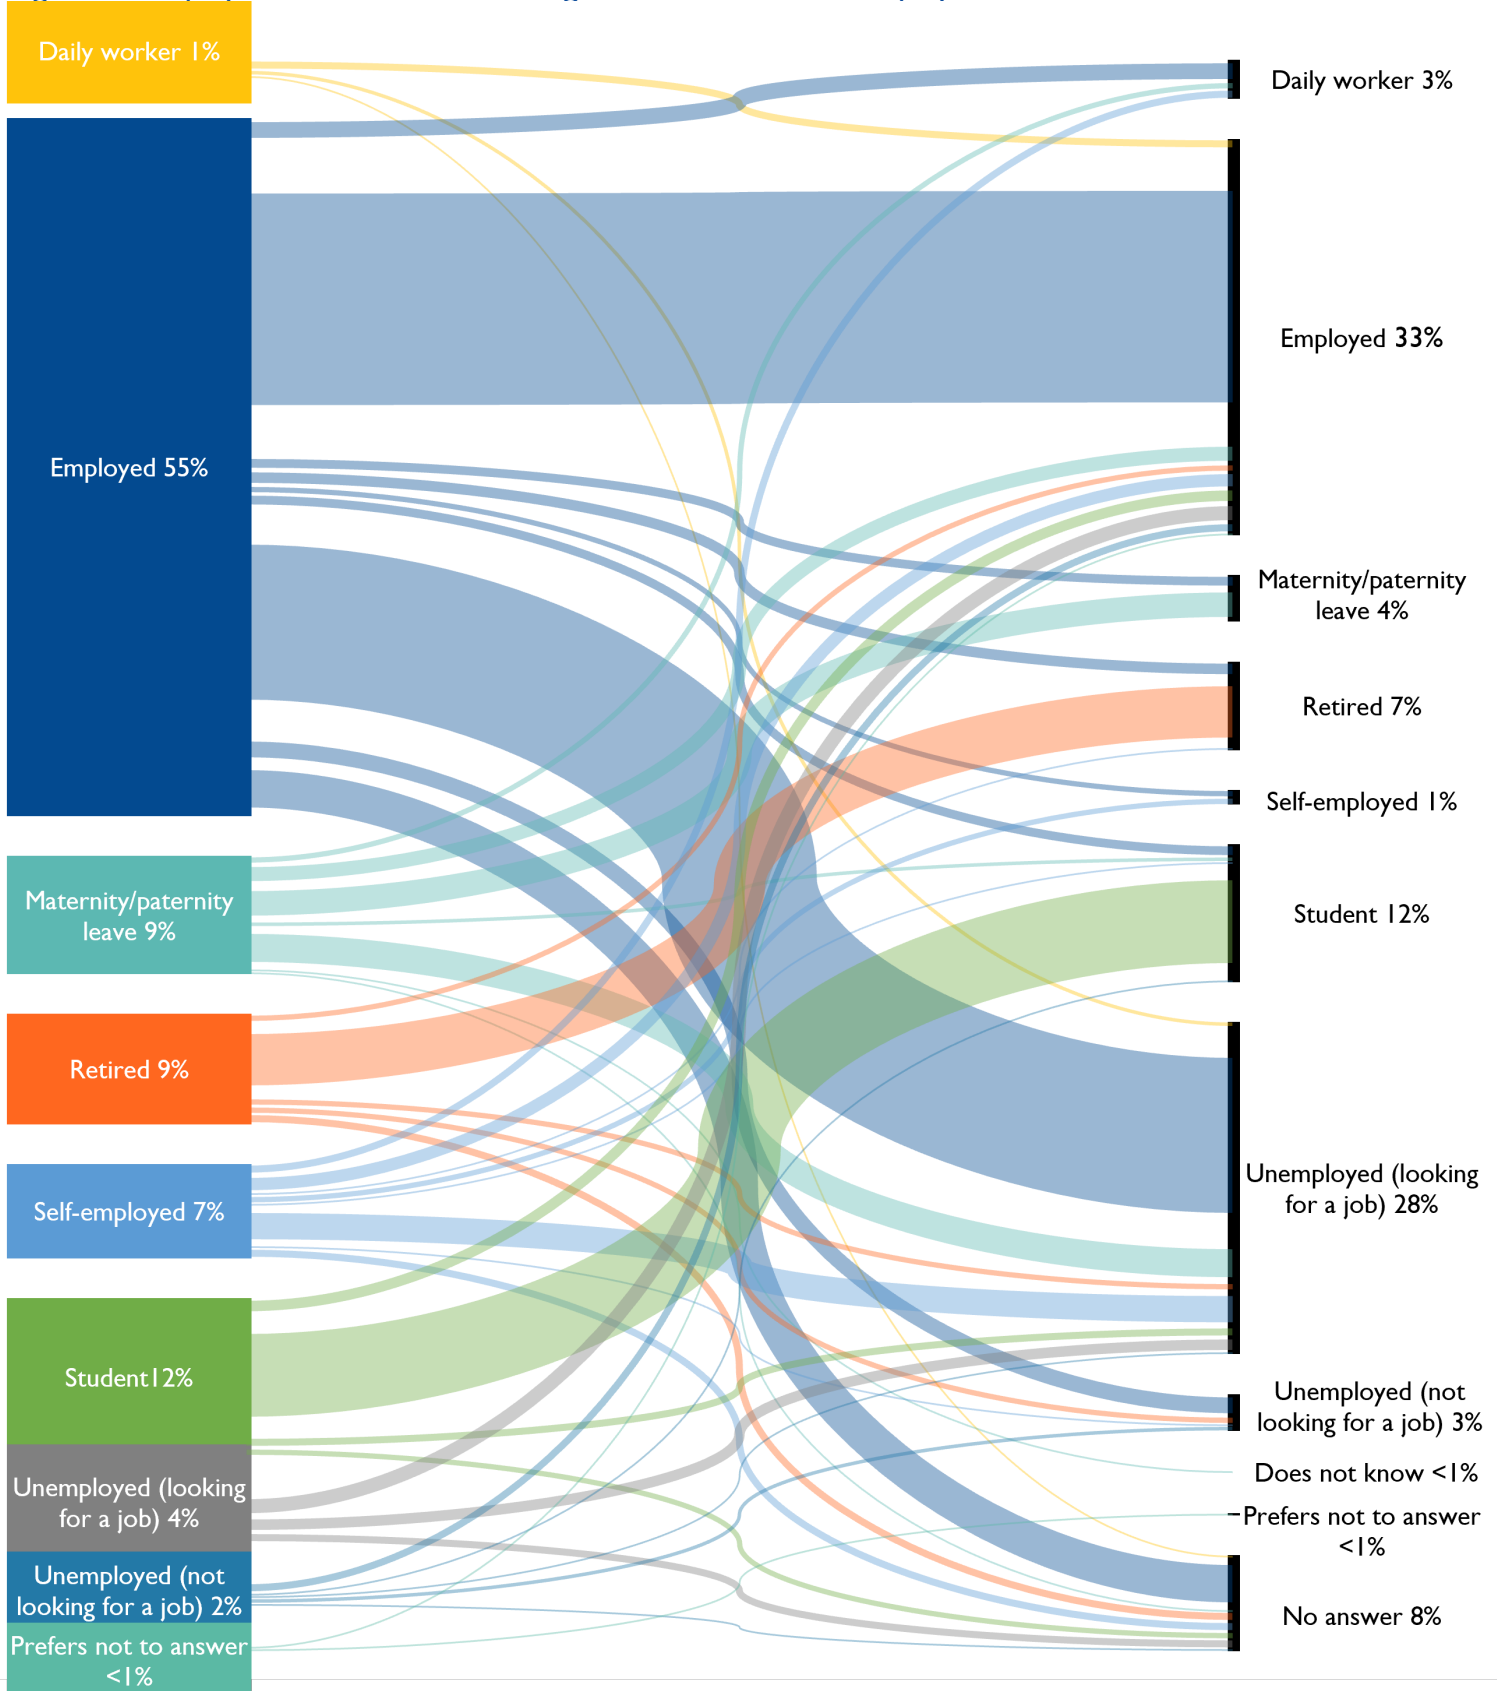 Daily worker 1%
Employed 55%
Maternity/paternity
leave 9%
Retired 9%
Self-employed 7%
Student12%
Unemployed (looking
for a job) 4%
Unemployed (not
looking for a job) 2%
Prefers not to answer
<1%
Daily worker 3%
Employed 33%
Maternity/paternity
leave 4%
Retired 7%
Self-employed 1%
Student 12%
Unemployed (looking
for a job) 28%
Unemployed (not
looking for a job) 3%
Does not know <1%
Prefers not to answer
<1%
No answer 8%